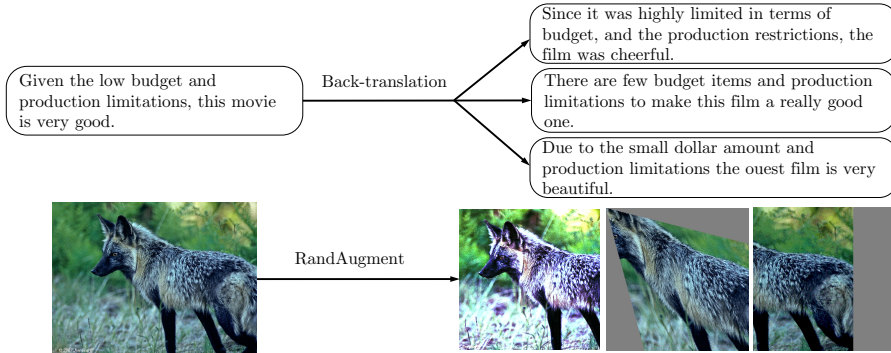 Given the low budget and
production limitations, this movie
is very good.
Back-translation
Since it was highly limited in terms of
budget, and the production restrictions, the
film was cheerful.
There are few budget items and production
limitations to make this film a really good
one.
Due to the small dollar amount and
production limitations the ouest film is very
beautiful.
RandAugment